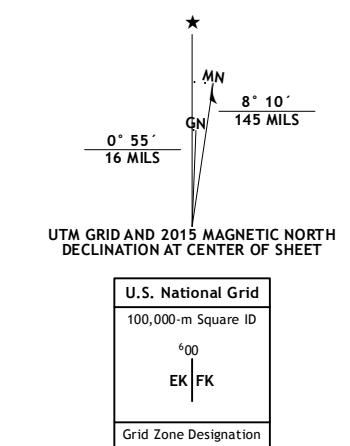 ★
MN
8° 10´
145 MILS
GN
0° 55´
16 MILS
UTM GRID AND 2015 MAGNETIC NORTH
DECLINATION AT CENTER OF SHEET
U.S. National Grid
100,000-m Square ID
⁶00
EK FK
Grid Zone Designation